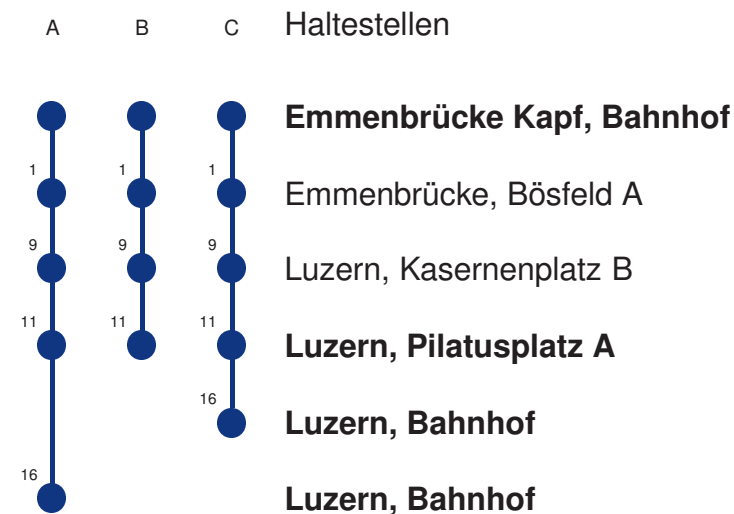 A B C Haltestellen
Emmenbrücke Kapf, Bahnhof
1 1 1 Emmenbrücke, Bösfeld A
9 9 9 Luzern, Kasernenplatz B
11 11 11 Luzern, Pilatusplatz A
16 Luzern, Bahnhof
16 Luzern, Bahnhof